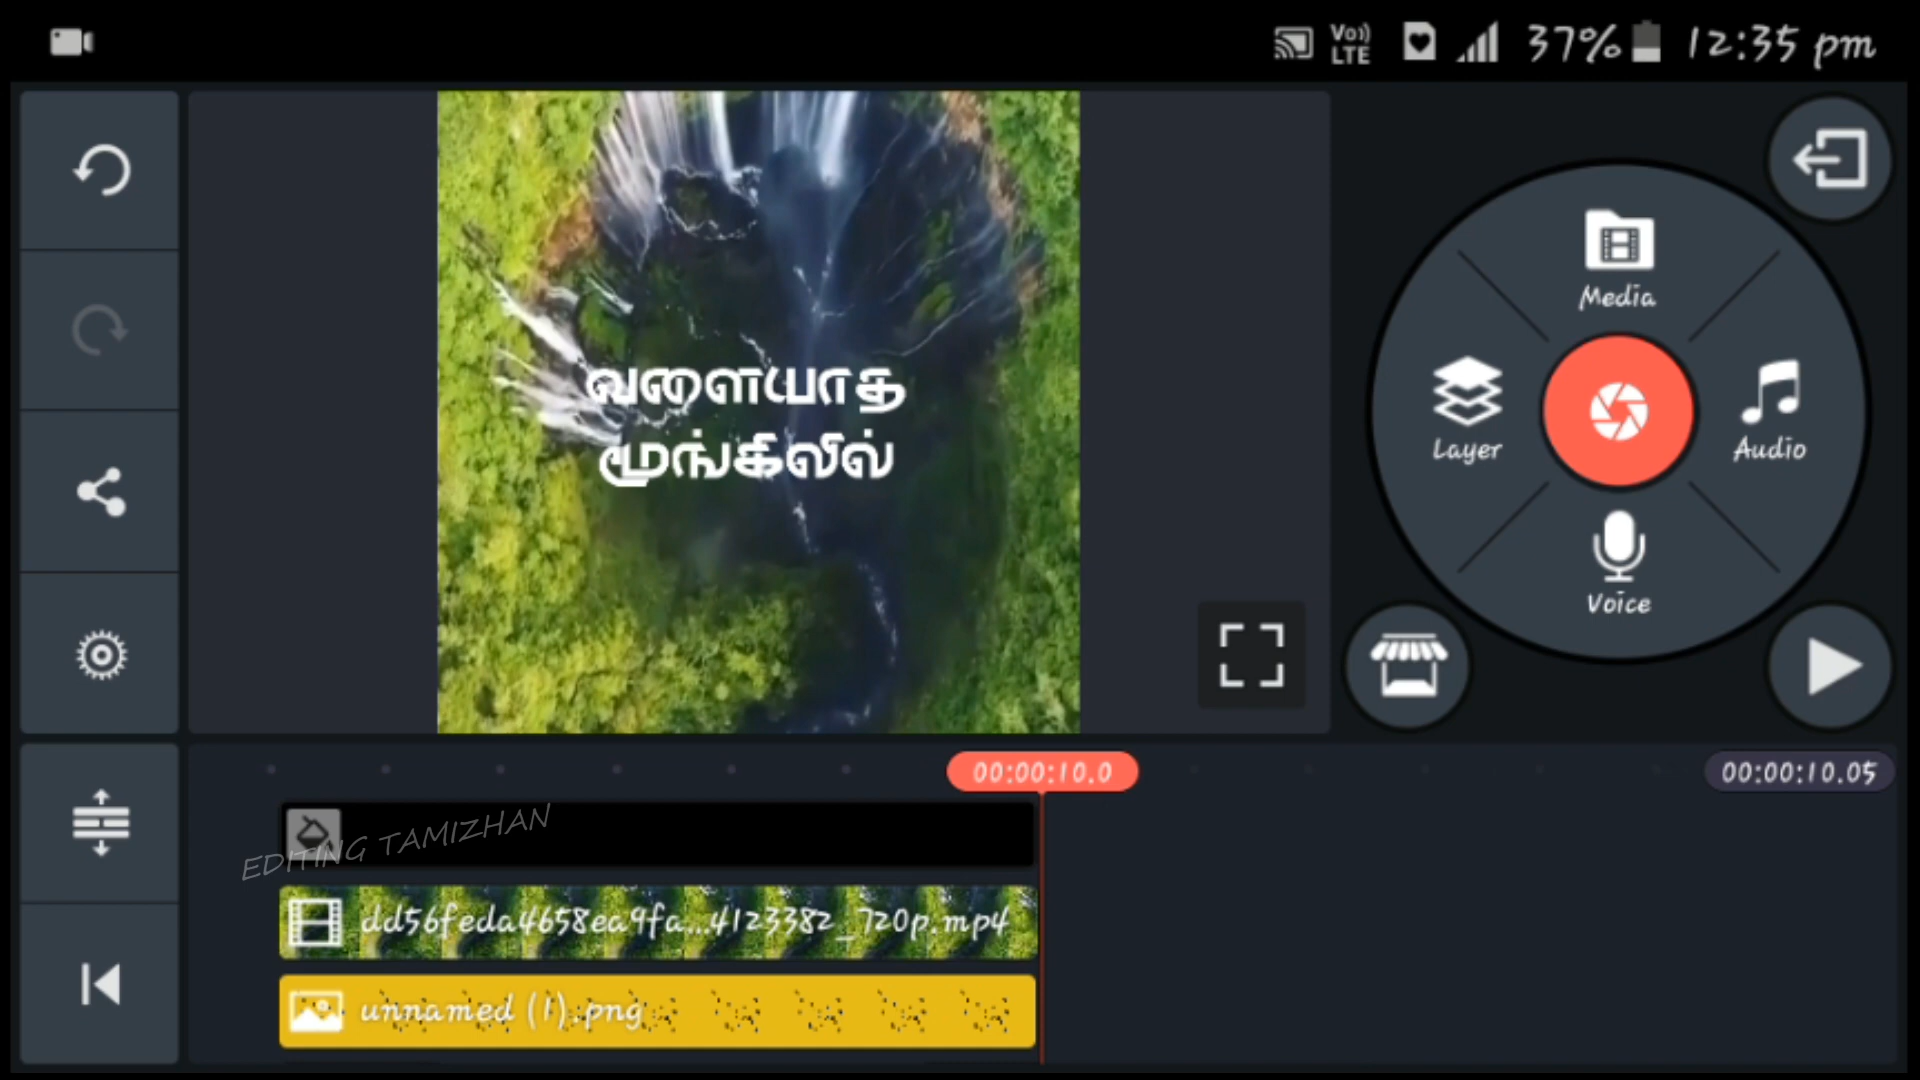 Vo))
LTE
37%
12:35 pm
வளையாத
மூங்கிலில்
Media
Layer
Audio
Voice
00:00:10.0
00:00:10.05
EDITING TAMIZHAN
dd56feda4658ea9fa...4123382_720p.mp4
unnamed (1).png